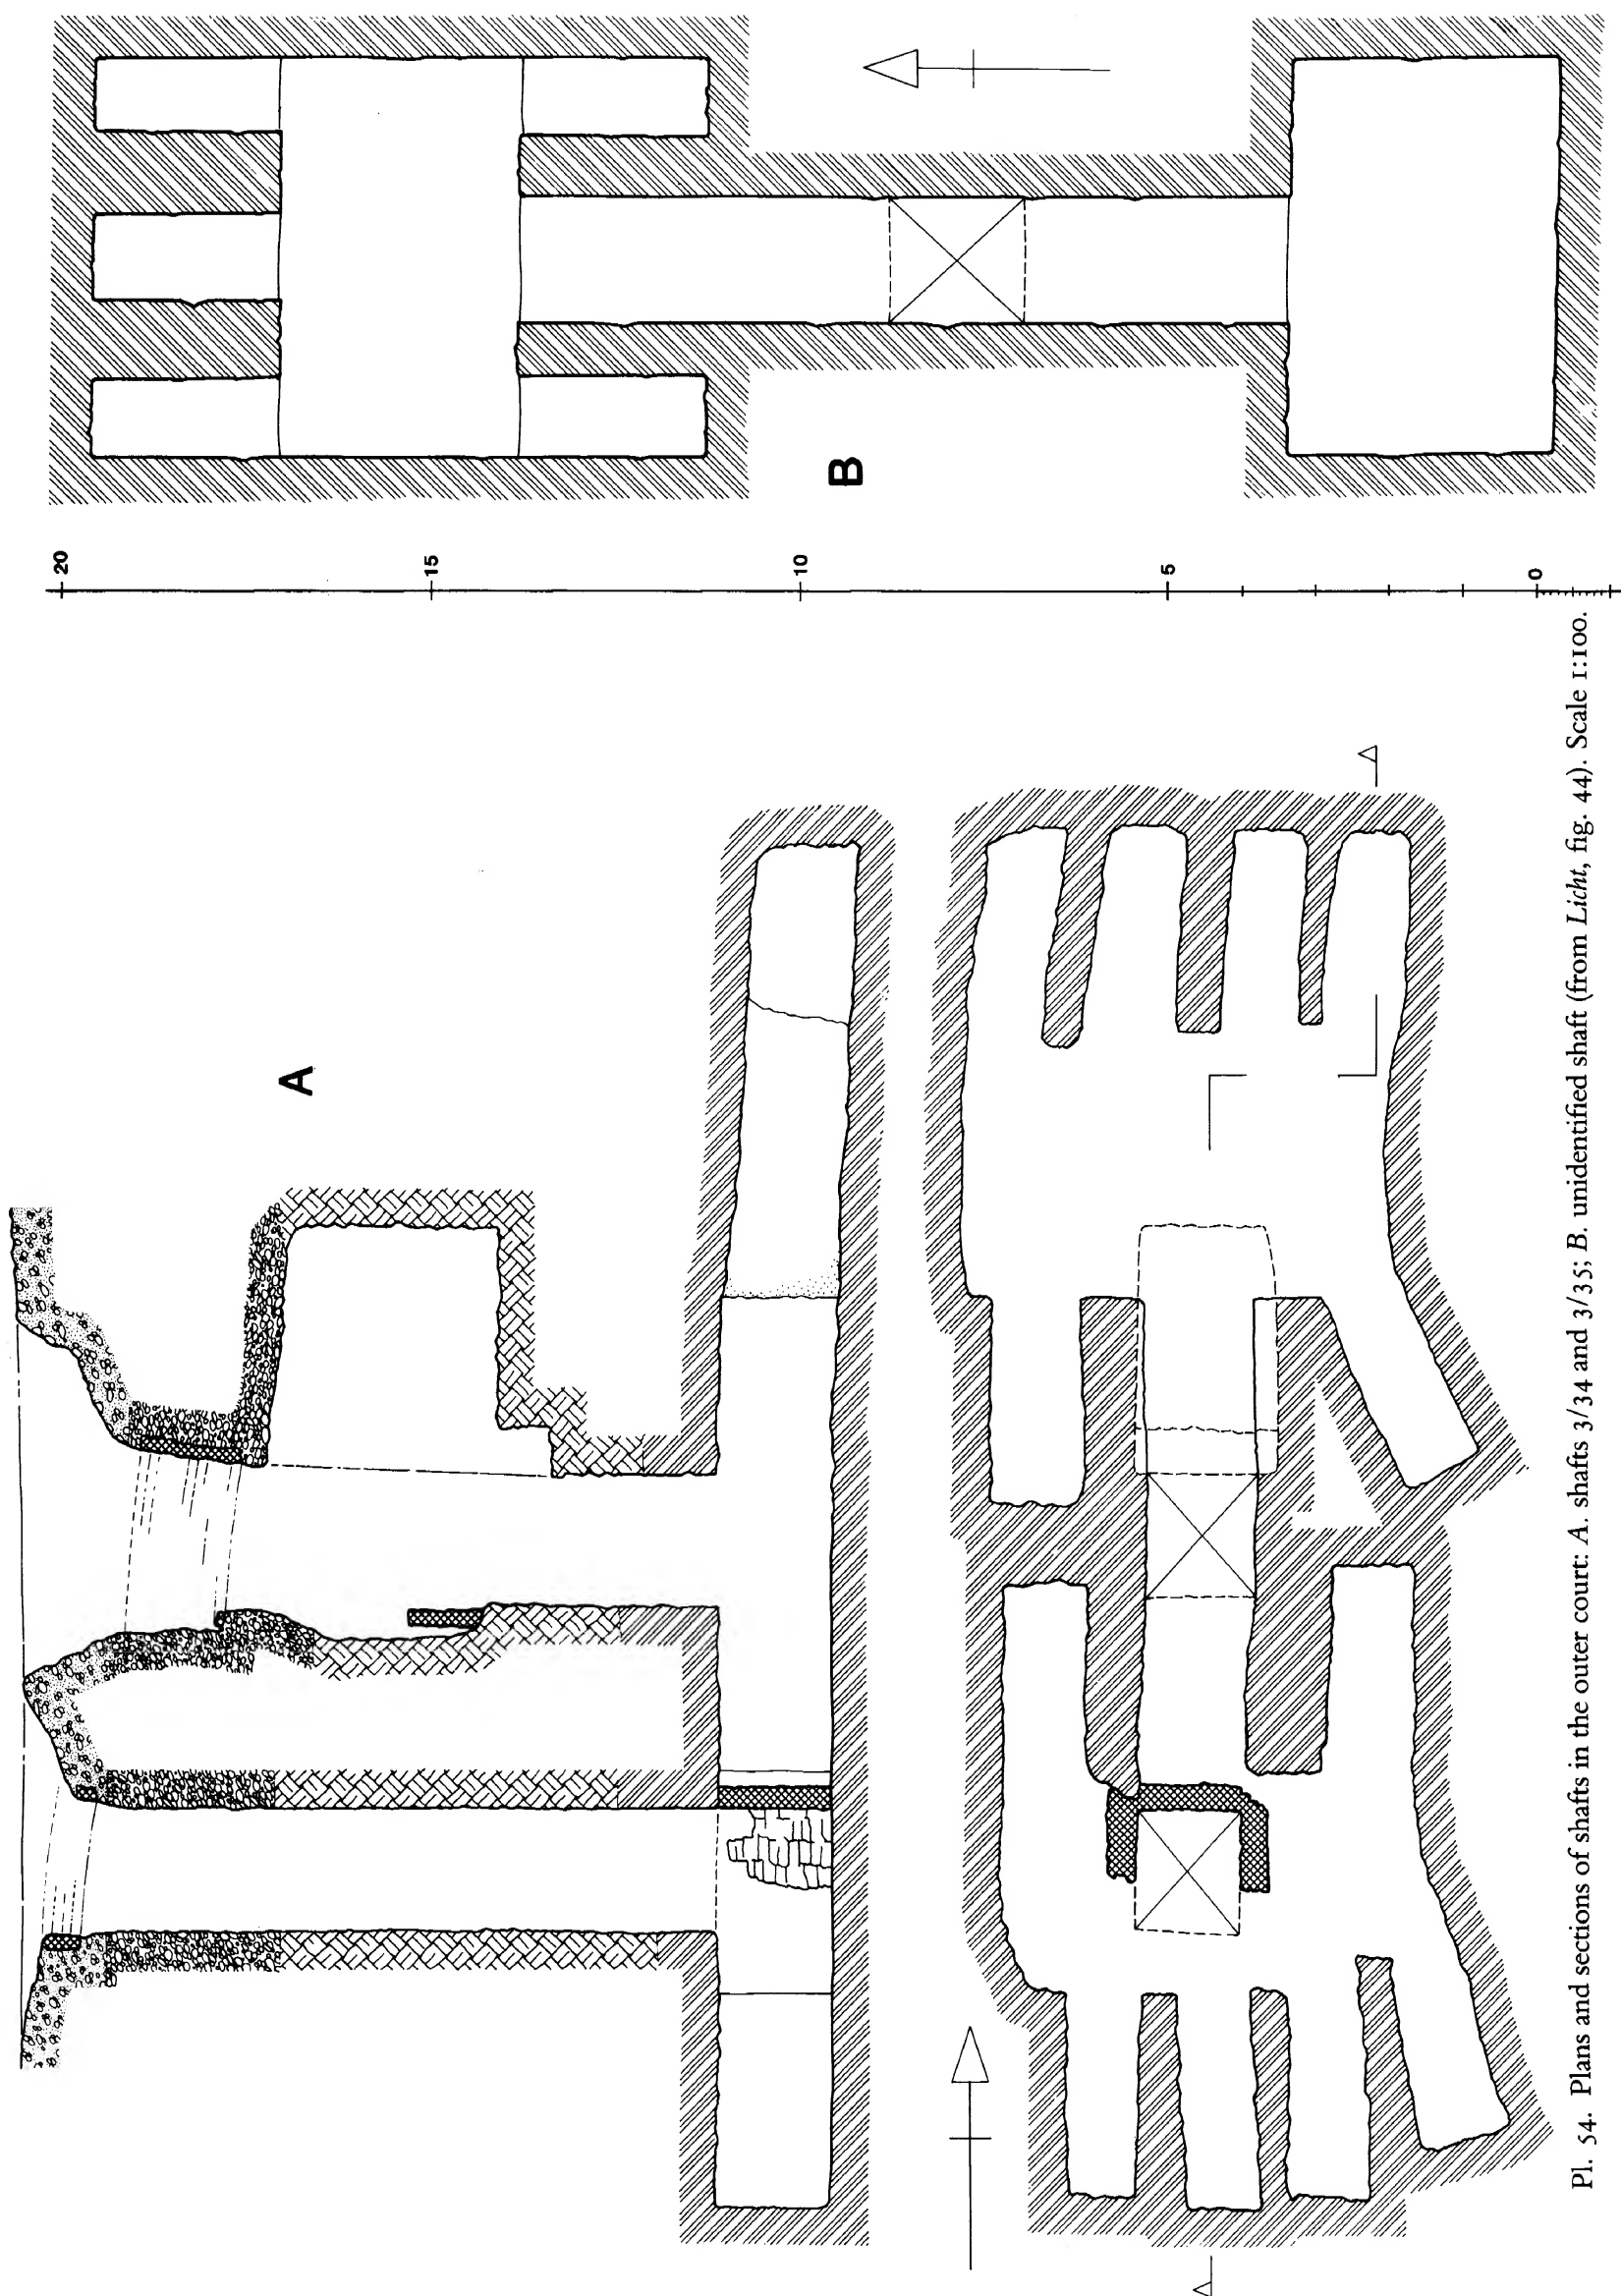 A
B
20
15
10
5
0
Pl. 54. Plans and sections of shafts in the outer court: A. shafts 3/34 and 3/35; B. unidentified shaft (from Licht, fig. 44). Scale 1:100.